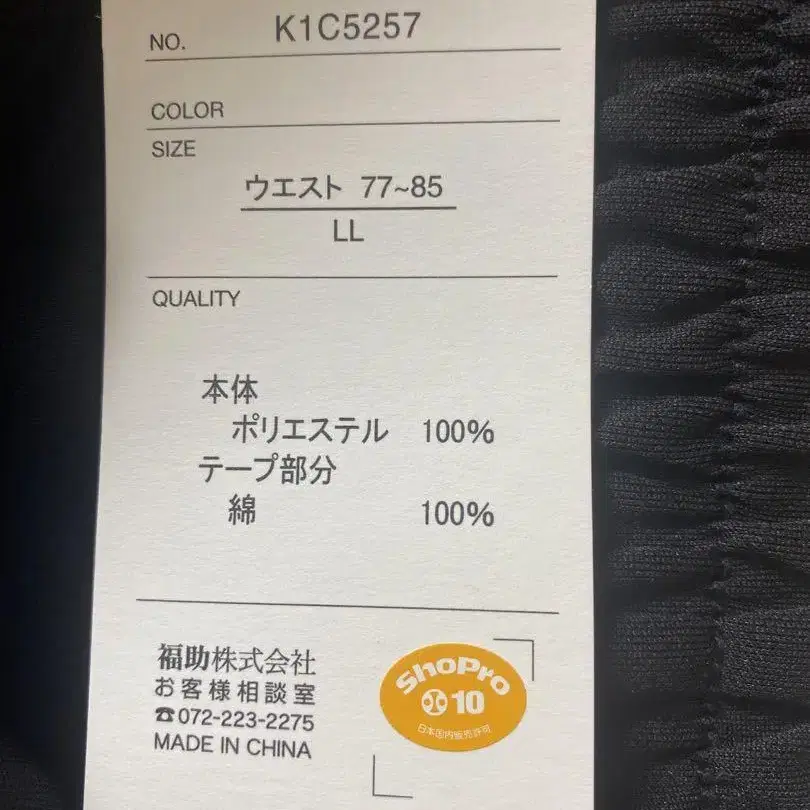 NO. K1C5257
COLOR
SIZE
ウエスト 77~85
LL
QUALITY
本体
ポリエステル 100%
テープ部分
綿 100%
福助株式会社
お客様相談室
☎072-223-2275
MADE IN CHINA
ShoPro
10
日本国内販売許可